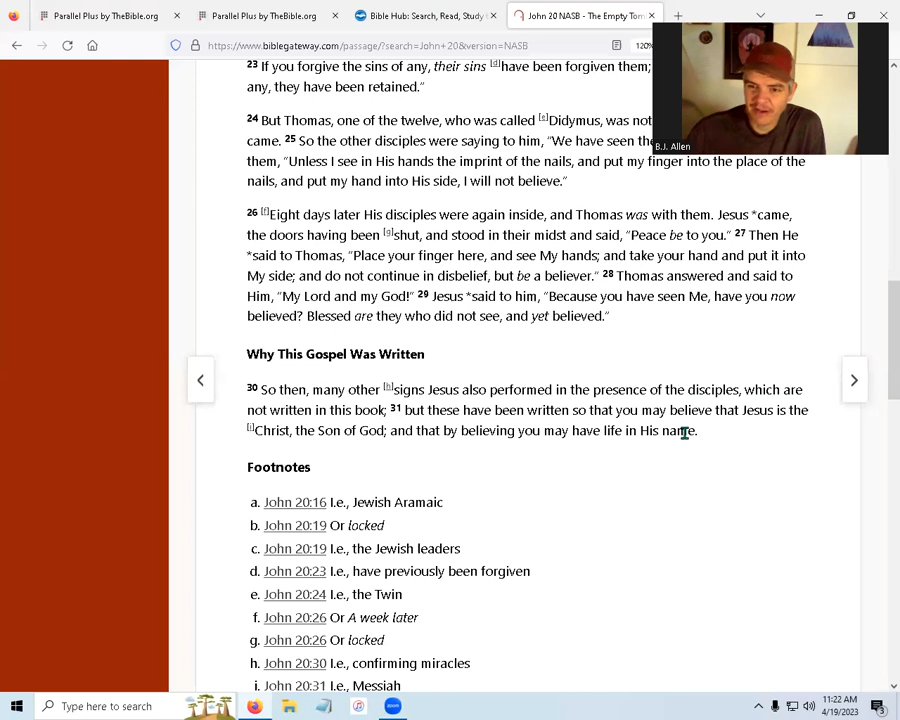 Parallel Plus by TheBible.org
Parallel Plus by TheBible.org
Bible Hub: Search, Read, Study
John 20 NASB - The Empty Tom
https://www.biblegateway.com/passage/?search=John+20&version=NASB
120%
B.J. Allen
23 If you forgive the sins of any, their sins [d]have been forgiven them;
any, they have been retained.”
24 But Thomas, one of the twelve, who was called [e]Didymus, was not
came. 25 So the other disciples were saying to him, “We have seen the
them, “Unless I see in His hands the imprint of the nails, and put my finger into the place of the
nails, and put my hand into His side, I will not believe.”
26 [f]Eight days later His disciples were again inside, and Thomas was with them. Jesus *came,
the doors having been [g]shut, and stood in their midst and said, “Peace be to you.” 27 Then He
*said to Thomas, “Place your finger here, and see My hands; and take your hand and put it into
My side; and do not continue in disbelief, but be a believer.” 28 Thomas answered and said to
Him, “My Lord and my God!” 29 Jesus *said to him, “Because you have seen Me, have you now
believed? Blessed are they who did not see, and yet believed.”
Why This Gospel Was Written
30 So then, many other [h]signs Jesus also performed in the presence of the disciples, which are
not written in this book; 31 but these have been written so that you may believe that Jesus is the
[i]Christ, the Son of God; and that by believing you may have life in His name.
Footnotes
a. John 20:16 I.e., Jewish Aramaic
b. John 20:19 Or locked
c. John 20:19 I.e., the Jewish leaders
d. John 20:23 I.e., have previously been forgiven
e. John 20:24 I.e., the Twin
f. John 20:26 Or A week later
g. John 20:26 Or locked
h. John 20:30 I.e., confirming miracles
i. John 20:31 I.e., Messiah
Type here to search
zoom
11:22 AM
4/19/2023
3